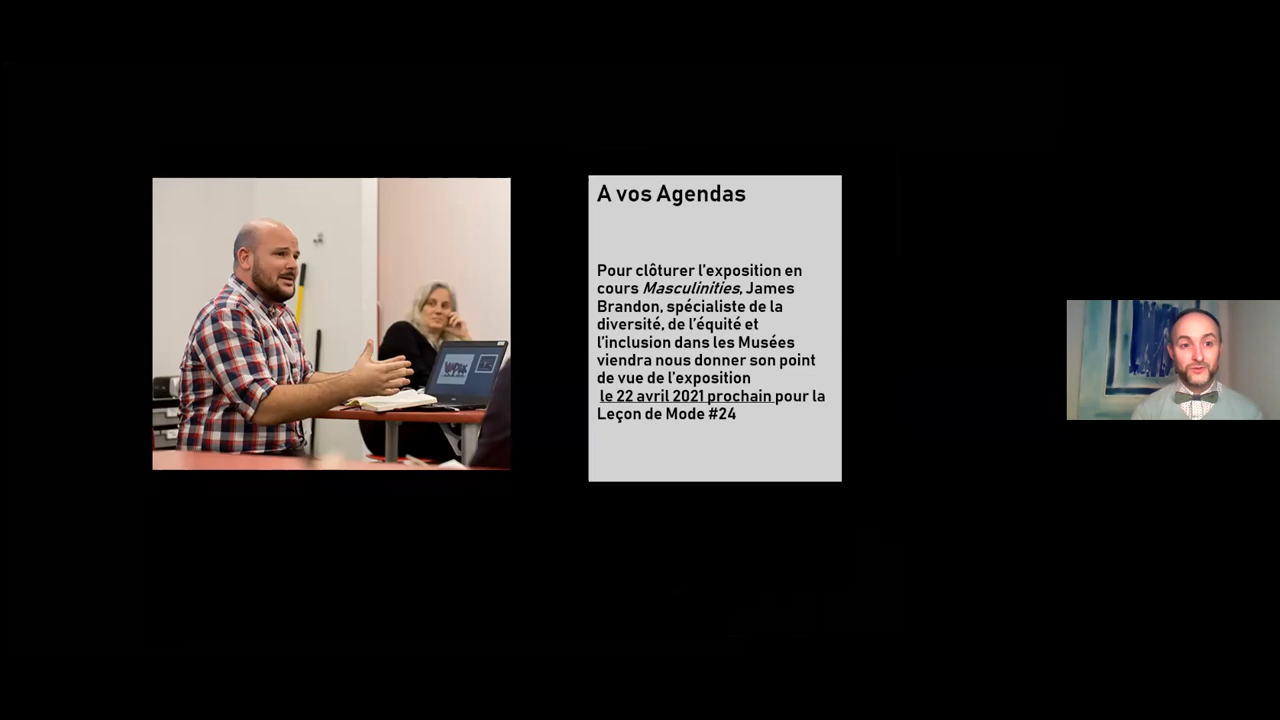 A vos Agendas
Pour clôturer l’exposition en
cours Masculinities, James
Brandon, spécialiste de la
diversité, de l’équité et
l’inclusion dans les Musées
viendra nous donner son point
de vue de l’exposition
le 22 avril 2021 prochain pour la
Leçon de Mode #24